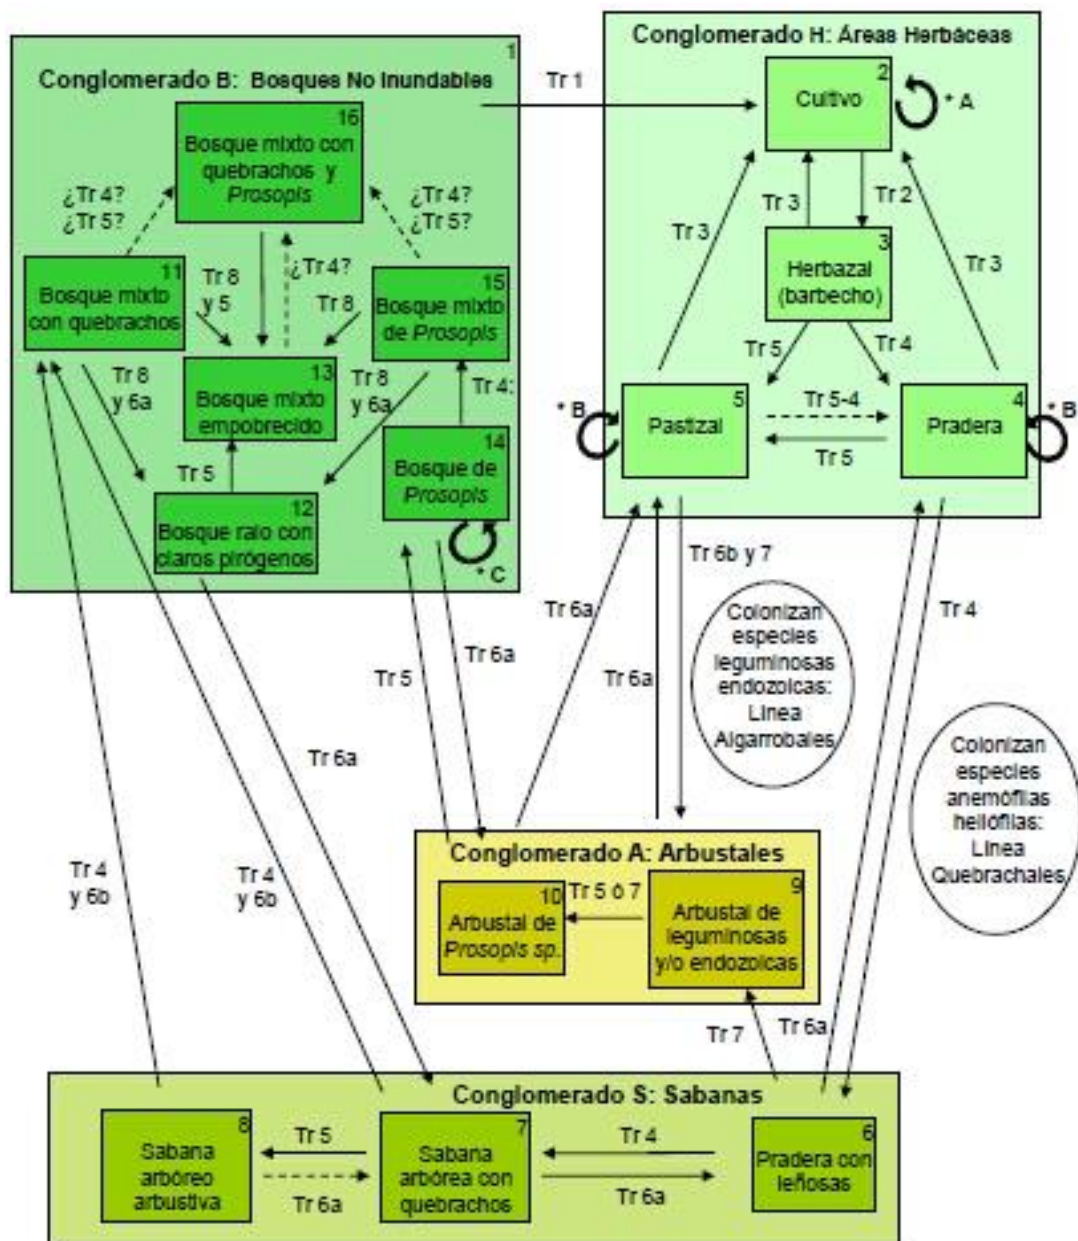 1
Conglomerado B: Bosques No Inundables
16
Bosque mixto con
quebrachos y
Prosopis
¿Tr 4?
¿Tr 5?
¿Tr 4?
¿Tr 5?
11
Bosque mixto
con quebrachos
Tr 8
y 5
¿Tr 4?
Tr 8
15
Bosque mixto
de Prosopis
13
Bosque mixto
empobrecido
Tr 8
y 6a
Tr 8
y 6a
Tr 4:
14
Bosque de
Prosopis
Tr 5
12
Bosque ralo con
claros pirógenos
* C
Tr 1
Conglomerado H: Áreas Herbáceas
2
Cultivo
* A
Tr 3
Tr 3
Tr 2
Tr 3
3
Herbazal
(barbecho)
Tr 5
Tr 4
* B
5
Pastizal
Tr 5-4
Tr 5
4
Pradera
* B
Tr 5
Tr 6a
Tr 6a
Tr 6a
Tr 6b y 7
Colonizan
especies
leguminosas
endozoicas:
Línea
Algarrobales
Tr 4
Colonizan
especies
anemófilas
heliófilas:
Línea
Quebrachales
Tr 6a
Tr 4
y 6b
Tr 4
y 6b
Conglomerado A: Arbustales
10
Arbustal de
Prosopis sp.
Tr 5 ó 7
9
Arbustal de
leguminosas
y/o endozoicas
Tr 7
Tr 6a
Conglomerado S: Sabanas
8
Sabana
arbóreo
arbustiva
Tr 5
Tr 6a
7
Sabana
arbórea con
quebrachos
Tr 4
Tr 6a
6
Pradera con
leñosas